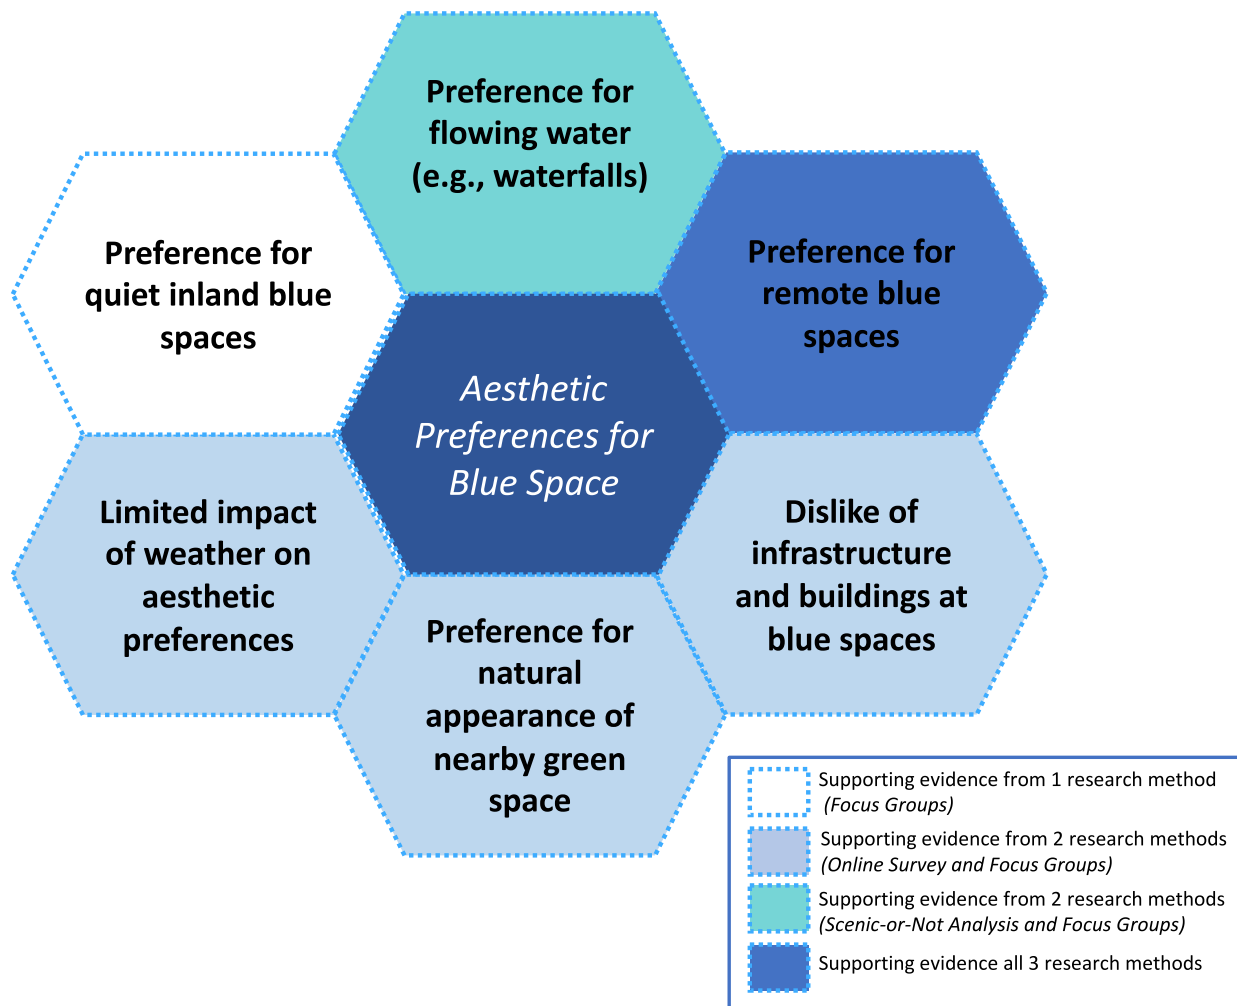 Preference for
flowing water
(e.g., waterfalls)
Preference for
quiet inland blue
spaces
Preference for
remote blue
spaces
Aesthetic
Preferences for
Blue Space
Limited impact
of weather on
aesthetic
preferences
Dislike of
infrastructure
and buildings at
blue spaces
Preference for
natural
appearance of
nearby green
space
Supporting evidence from 1 research method
(Focus Groups)
Supporting evidence from 2 research methods
(Online Survey and Focus Groups)
Supporting evidence from 2 research methods
(Scenic-or-Not Analysis and Focus Groups)
Supporting evidence all 3 research methods